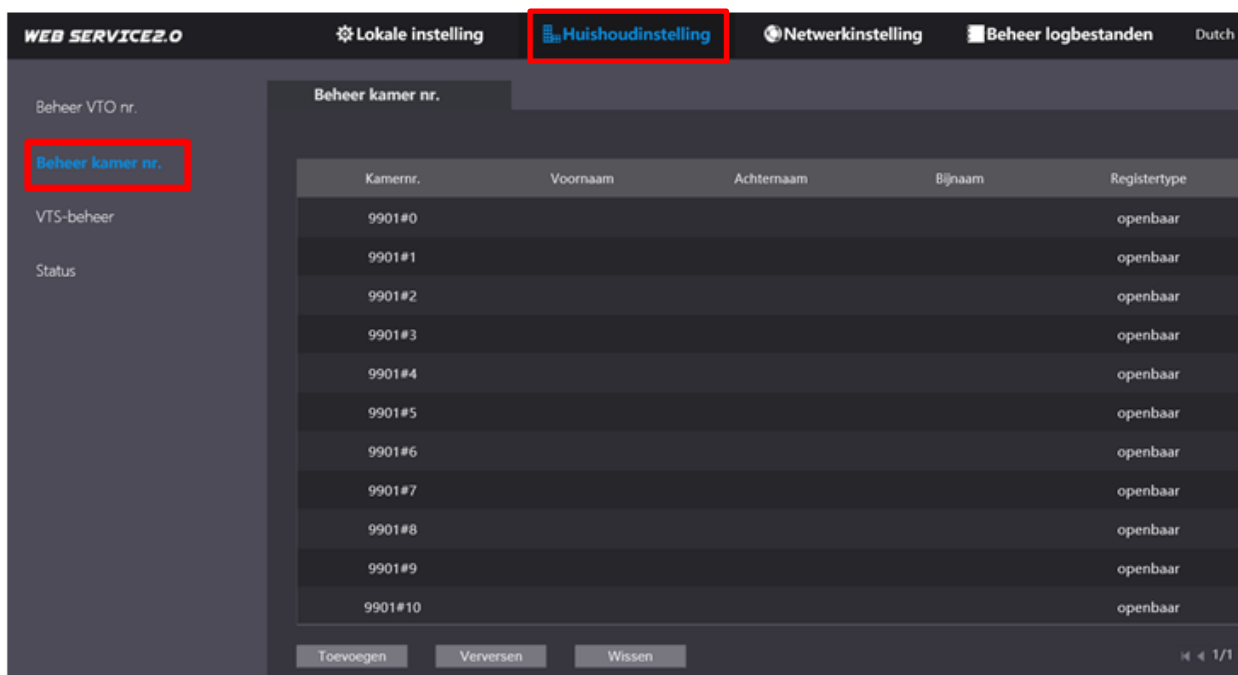 WEB SERVICE2.0 Lokale instelling Huishoudinstelling Netwerkinstelling Beheer logbestanden Dutch
Beheer VTO nr.
Beheer kamer nr.
VTS-beheer
Status
Beheer kamer nr.
Kamernr. Voornaam Achternaam Bijnaam Registertype
9901#0 openbaar
9901#1 openbaar
9901#2 openbaar
9901#3 openbaar
9901#4 openbaar
9901#5 openbaar
9901#6 openbaar
9901#7 openbaar
9901#8 openbaar
9901#9 openbaar
9901#10 openbaar
Toevoegen Verversen Wissen 1/1